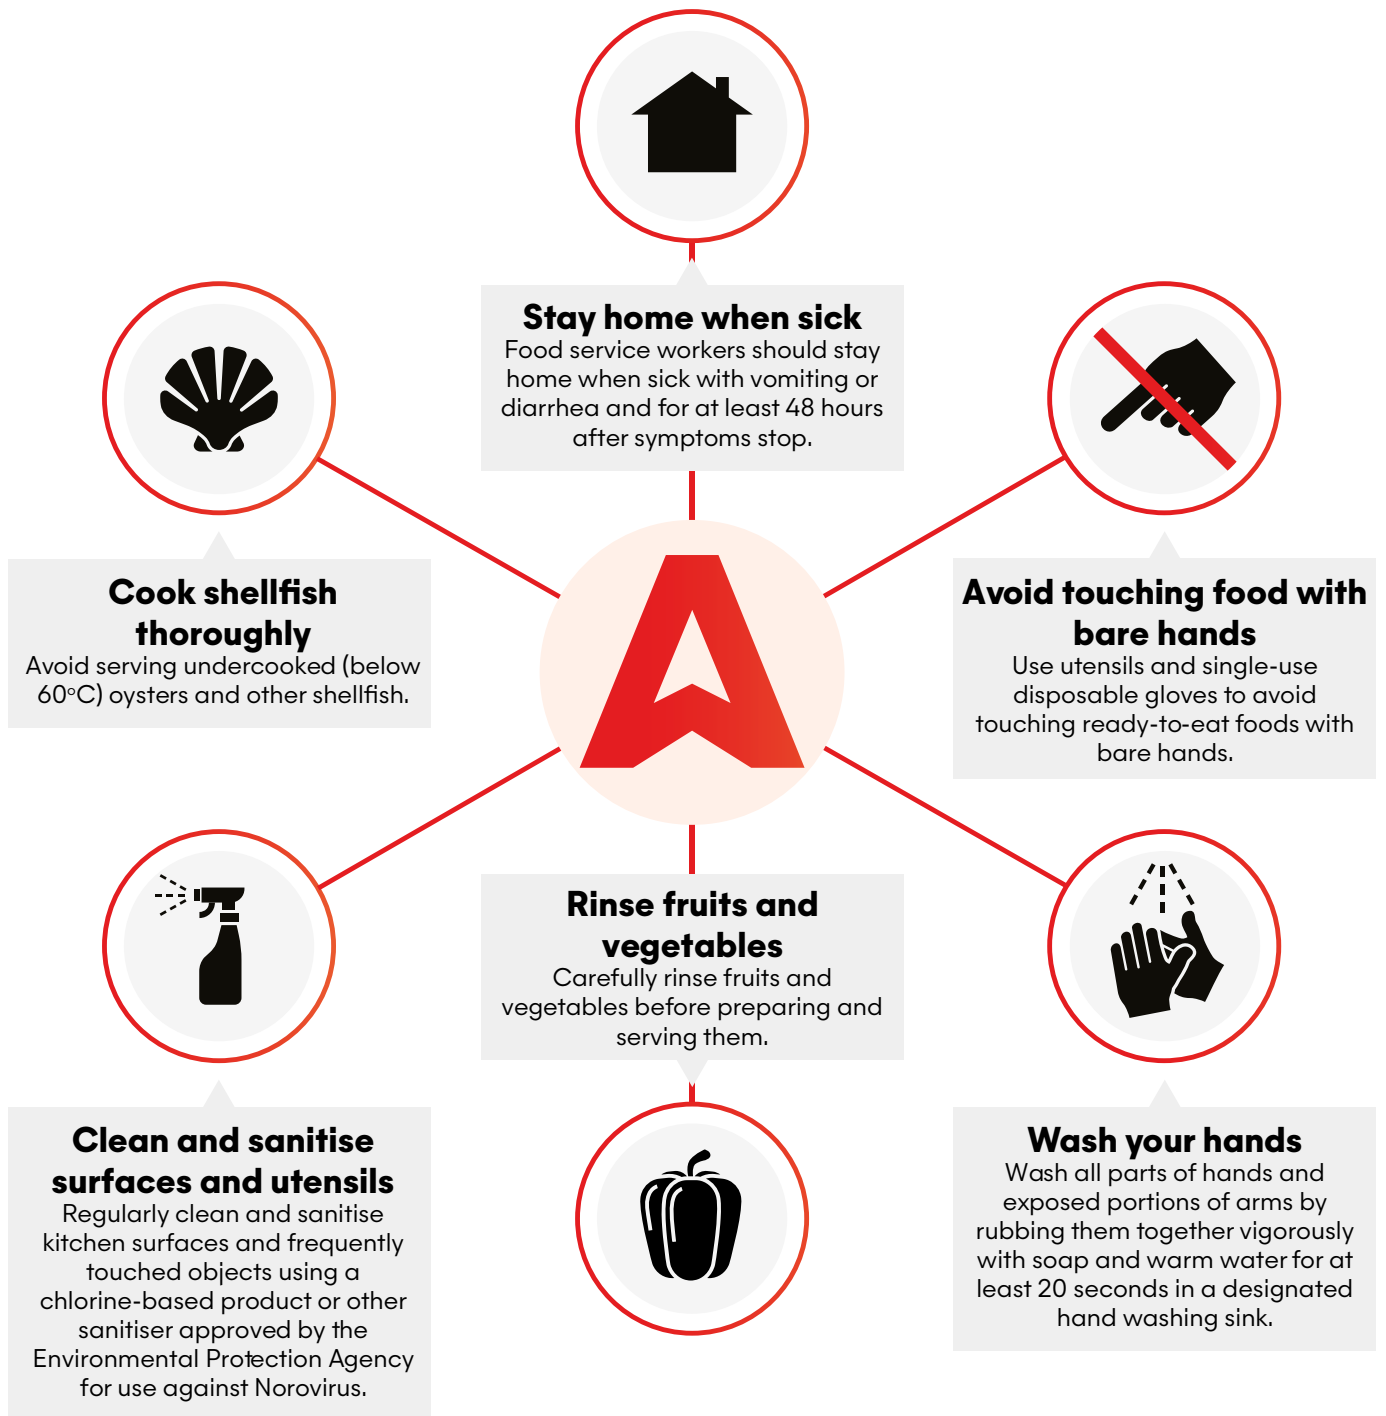 Stay home when sick
Food service workers should stay
home when sick with vomiting or
diarrhea and for at least 48 hours
after symptoms stop.
Cook shellfish
thoroughly
Avoid serving undercooked (below
60°C) oysters and other shellfish.
Avoid touching food with
bare hands
Use utensils and single-use
disposable gloves to avoid
touching ready-to-eat foods with
bare hands.
A
Rinse fruits and
vegetables
Carefully rinse fruits and
vegetables before preparing and
serving them.
Clean and sanitise
surfaces and utensils
Regularly clean and sanitise
kitchen surfaces and frequently
touched objects using a
chlorine-based product or other
sanitiser approved by the
Environmental Protection Agency
for use against Norovirus.
Wash your hands
Wash all parts of hands and
exposed portions of arms by
rubbing them together vigorously
with soap and warm water for at
least 20 seconds in a designated
hand washing sink.